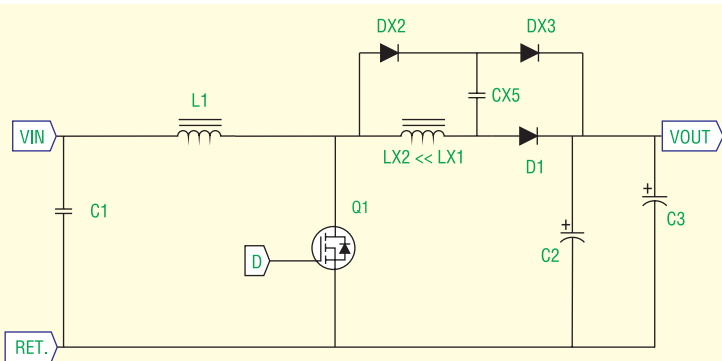 DX2
DX3
L1
CX5
VIN
VOUT
LX2 << LX1
D1
C1
Q1
+
C3
+
D
C2
RET.